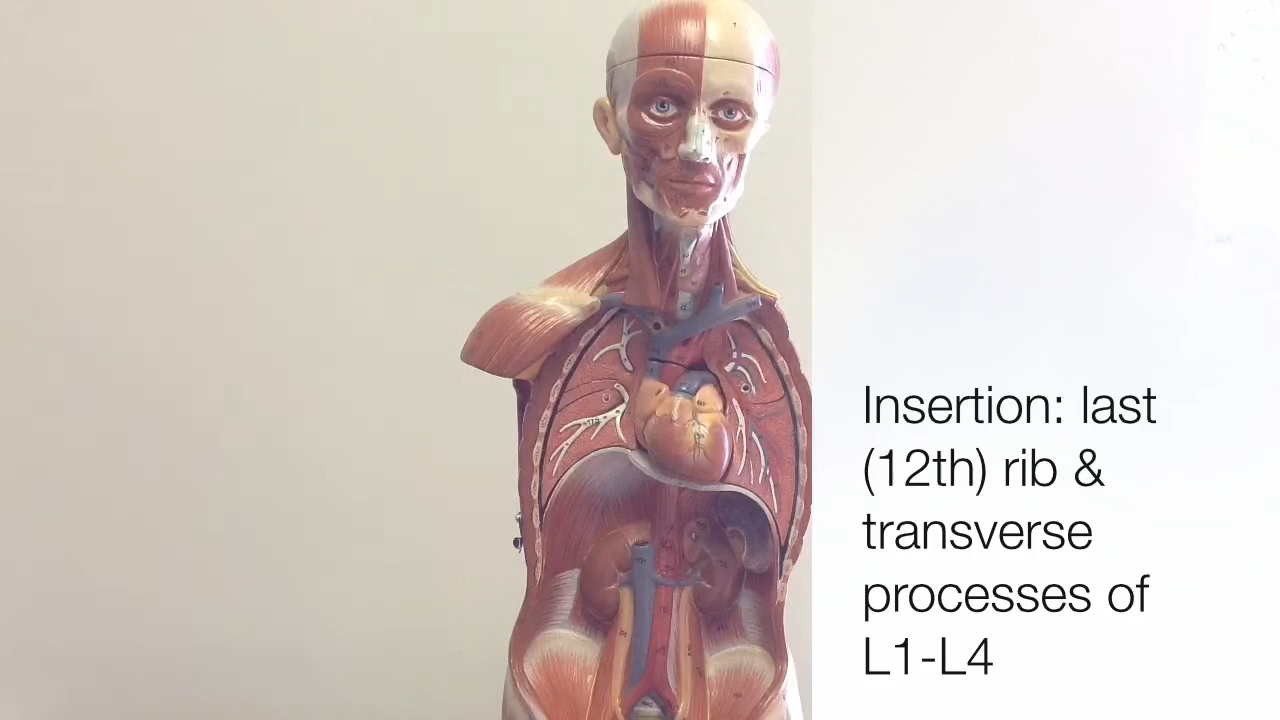 Insertion: last
(12th) rib &
transverse
processes of
L1-L4